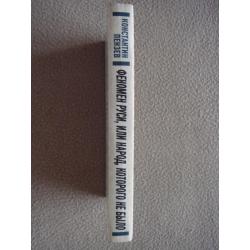 КОНСТАНТИН
ПЕНЗЕВ
ФЕНОМЕН РУСИ, ИЛИ НАРОД, КОТОРОГО НЕ БЫЛО